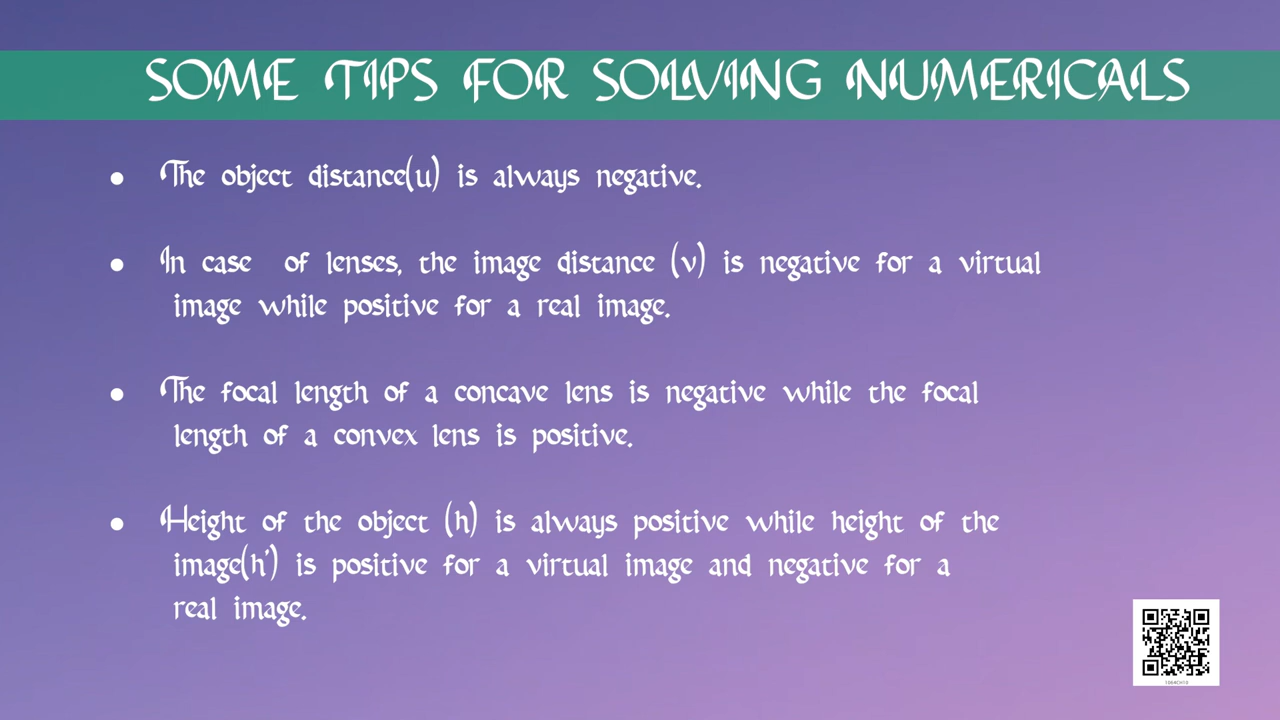 SOME TIPS FOR SOLVING NUMERICALS
• The object distance(u) is always negative.
• In case of lenses, the image distance (v) is negative for a virtual
image while positive for a real image.
• The focal length of a concave lens is negative while the focal
length of a convex lens is positive.
• Height of the object (h) is always positive while height of the
image(h') is positive for a virtual image and negative for a
real image.